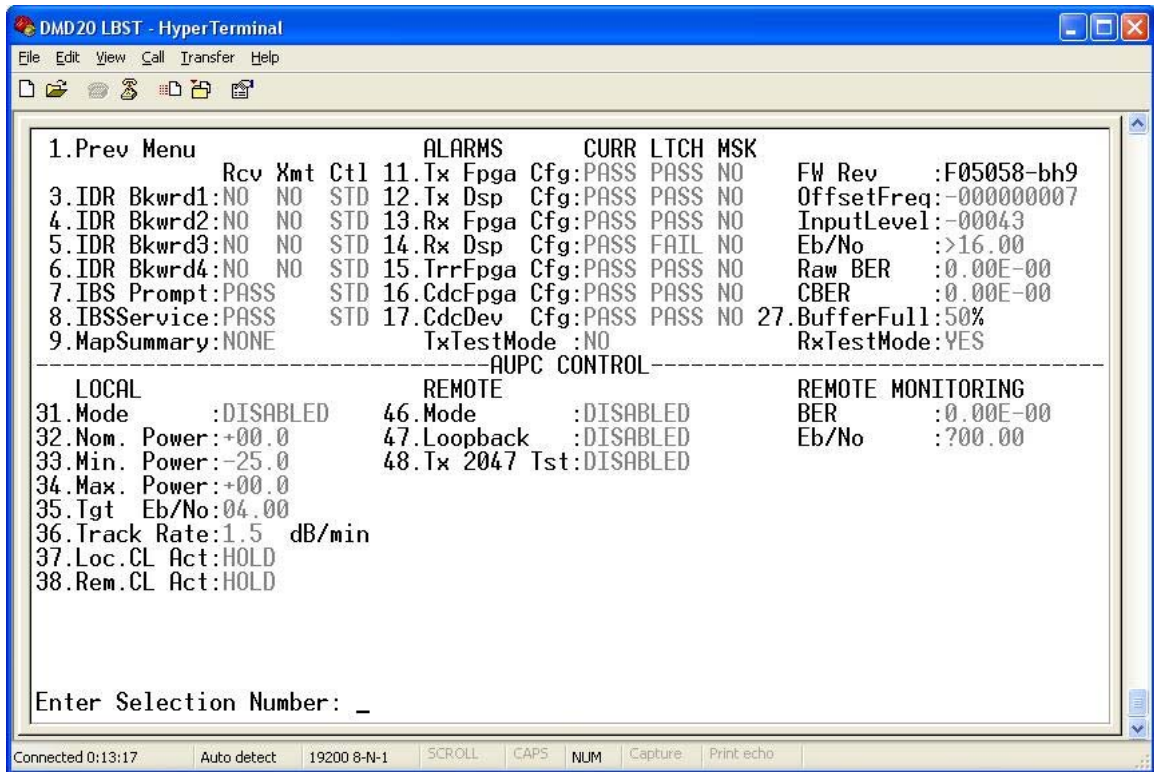 DMD20 LBST - HyperTerminal
File Edit View Call Transfer Help
1.Prev Menu ALARMS CURR LTCH MSK
Rcv Xmt Ctl 11.Tx Fpga Cfg:PASS PASS NO FW Rev :F05058-bh9
3.IDR Bkwrd1:NO NO STD 12.Tx Dsp Cfg:PASS PASS NO OffsetFreq:-000000007
4.IDR Bkwrd2:NO NO STD 13.Rx Fpga Cfg:PASS PASS NO InputLevel:-00043
5.IDR Bkwrd3:NO NO STD 14.Rx Dsp Cfg:PASS FAIL NO Eb/No :>16.00
6.IDR Bkwrd4:NO NO STD 15.TrrFpga Cfg:PASS PASS NO Raw BER :0.00E-00
7.IBS Prompt:PASS STD 16.CdcFpga Cfg:PASS PASS NO CBER :0.00E-00
8.IBSService:PASS STD 17.CdcDev Cfg:PASS PASS NO 27.BufferFull:50%
9.MapSummary:NONE TxTestMode :NO RxTestMode:YES
-----------------------------------AUPC CONTROL-----------------------------------
LOCAL REMOTE REMOTE MONITORING
31.Mode :DISABLED 46.Mode :DISABLED BER :0.00E-00
32.Nom. Power:+00.0 47.Loopback :DISABLED Eb/No :?00.00
33.Min. Power:-25.0 48.Tx 2047 Tst:DISABLED
34.Max. Power:+00.0
35.Tgt Eb/No:04.00
36.Track Rate:1.5 dB/min
37.Loc.CL Act:HOLD
38.Rem.CL Act:HOLD
Enter Selection Number: _
Connected 0:13:17 Auto detect 19200 8-N-1 SCROLL CAPS NUM Capture Print echo